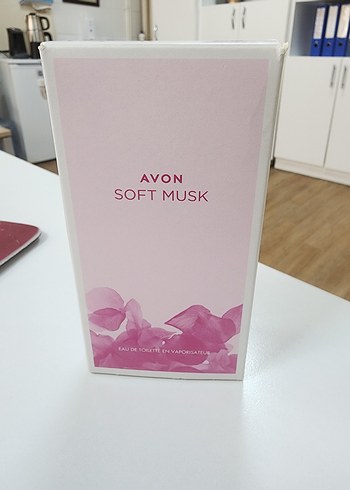 AVON
SOFT MUSK
EAU DE TOILETTE EN VAPORISATEUR